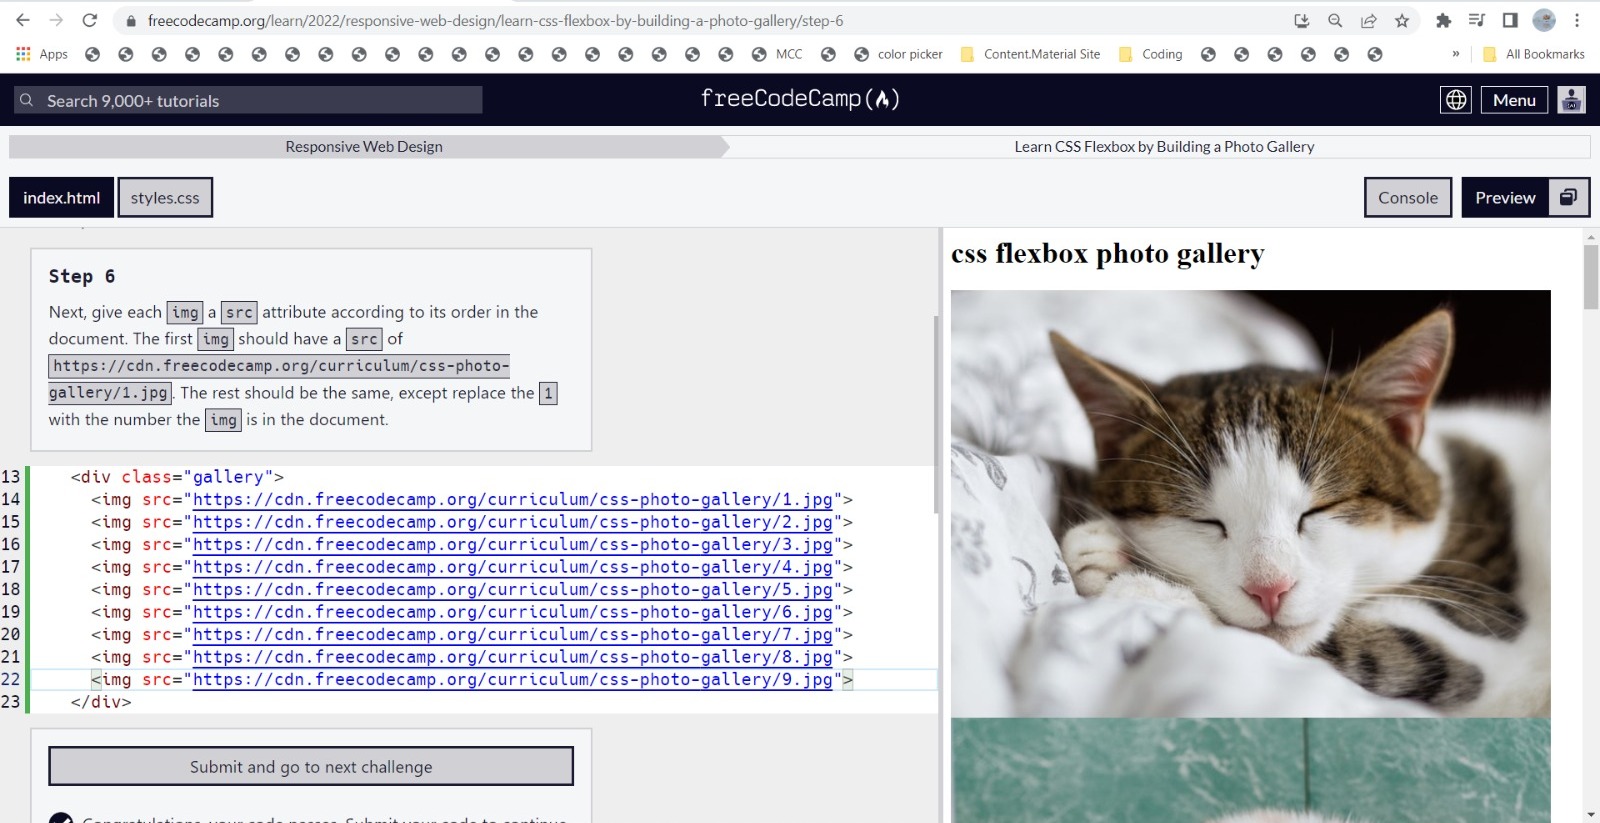 freecodecamp.org/learn/2022/responsive-web-design/learn-css-flexbox-by-building-a-photo-gallery/step-6
Apps MCC color picker Content.Material Site Coding » All Bookmarks
Search 9,000+ tutorials freeCodeCamp Menu
Responsive Web Design Learn CSS Flexbox by Building a Photo Gallery
index.html styles.css Console Preview
css flexbox photo gallery
Step 6
Next, give each img a src attribute according to its order in the
document. The first img should have a src of
https://cdn.freecodecamp.org/curriculum/css-photo-
gallery/1.jpg. The rest should be the same, except replace the 1
with the number the img is in the document.
13 <div class="gallery">
14 <img src="https://cdn.freecodecamp.org/curriculum/css-photo-gallery/1.jpg">
15 <img src="https://cdn.freecodecamp.org/curriculum/css-photo-gallery/2.jpg">
16 <img src="https://cdn.freecodecamp.org/curriculum/css-photo-gallery/3.jpg">
17 <img src="https://cdn.freecodecamp.org/curriculum/css-photo-gallery/4.jpg">
18 <img src="https://cdn.freecodecamp.org/curriculum/css-photo-gallery/5.jpg">
19 <img src="https://cdn.freecodecamp.org/curriculum/css-photo-gallery/6.jpg">
20 <img src="https://cdn.freecodecamp.org/curriculum/css-photo-gallery/7.jpg">
21 <img src="https://cdn.freecodecamp.org/curriculum/css-photo-gallery/8.jpg">
22 <img src="https://cdn.freecodecamp.org/curriculum/css-photo-gallery/9.jpg">
23 </div>
Submit and go to next challenge
Congratulations, your code passes. Submit your code to continue.